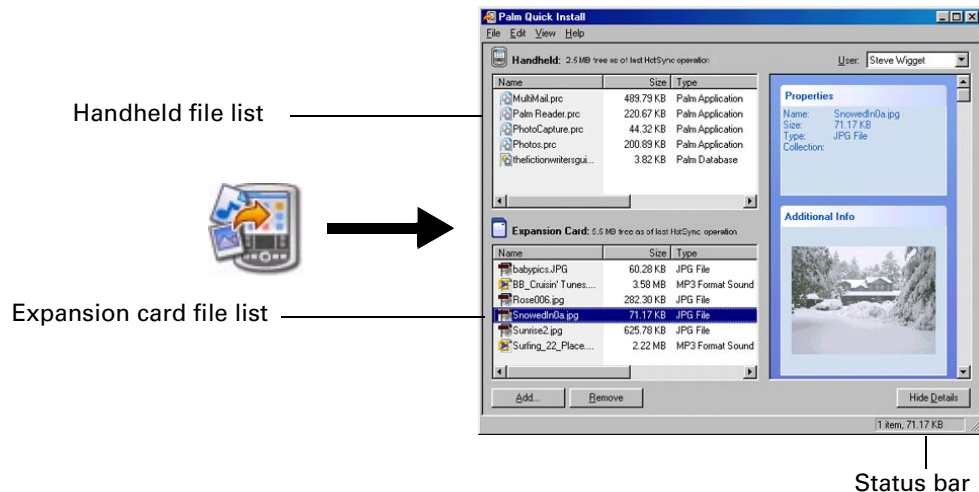 Palm Quick Install
File Edit View Help
Handheld: 2.5 MB free as of last HotSync operation
User: Steve Wigget
Name Size Type
MultiMail.prc 489.79 KB Palm Application
Palm Reader.prc 220.67 KB Palm Application
PhotoCapture.prc 44.32 KB Palm Application
Photos.prc 200.89 KB Palm Application
thefictionwritersgui... 3.82 KB Palm Database
Properties
Name: SnowedIn0a.jpg
Size: 71.17 KB
Type: JPG File
Collection:
Handheld file list
Expansion Card: 5.5 MB free as of last HotSync operation
Name Size Type
babypics.JPG 60.28 KB JPG File
BB_Cruisin' Tunes.... 3.58 MB MP3 Format Sound
Rose006.jpg 282.30 KB JPG File
SnowedIn0a.jpg 71.17 KB JPG File
Sunrise2.jpg 625.78 KB JPG File
Surfing_22_Place.... 2.22 MB MP3 Format Sound
Additional Info
Expansion card file list
Add... Remove Hide Details
1 item, 71.17 KB
Status bar